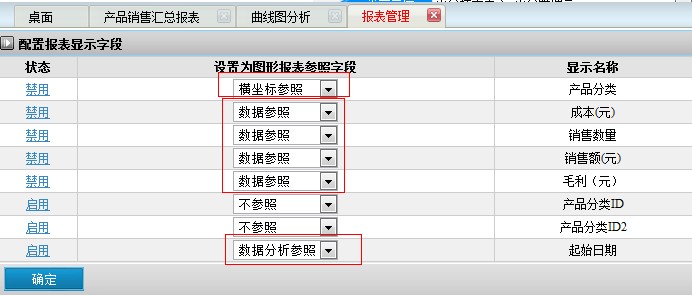 桌面 产品销售汇总报表 曲线图分析 报表管理
配置报表显示字段
状态 设置为图形报表参照字段 显示名称
禁用 横坐标参照 产品分类
禁用 数据参照 成本(元)
禁用 数据参照 销售数量
禁用 数据参照 销售额(元)
禁用 数据参照 毛利（元）
启用 不参照 产品分类ID
启用 不参照 产品分类ID2
启用 数据分析参照 起始日期
确定